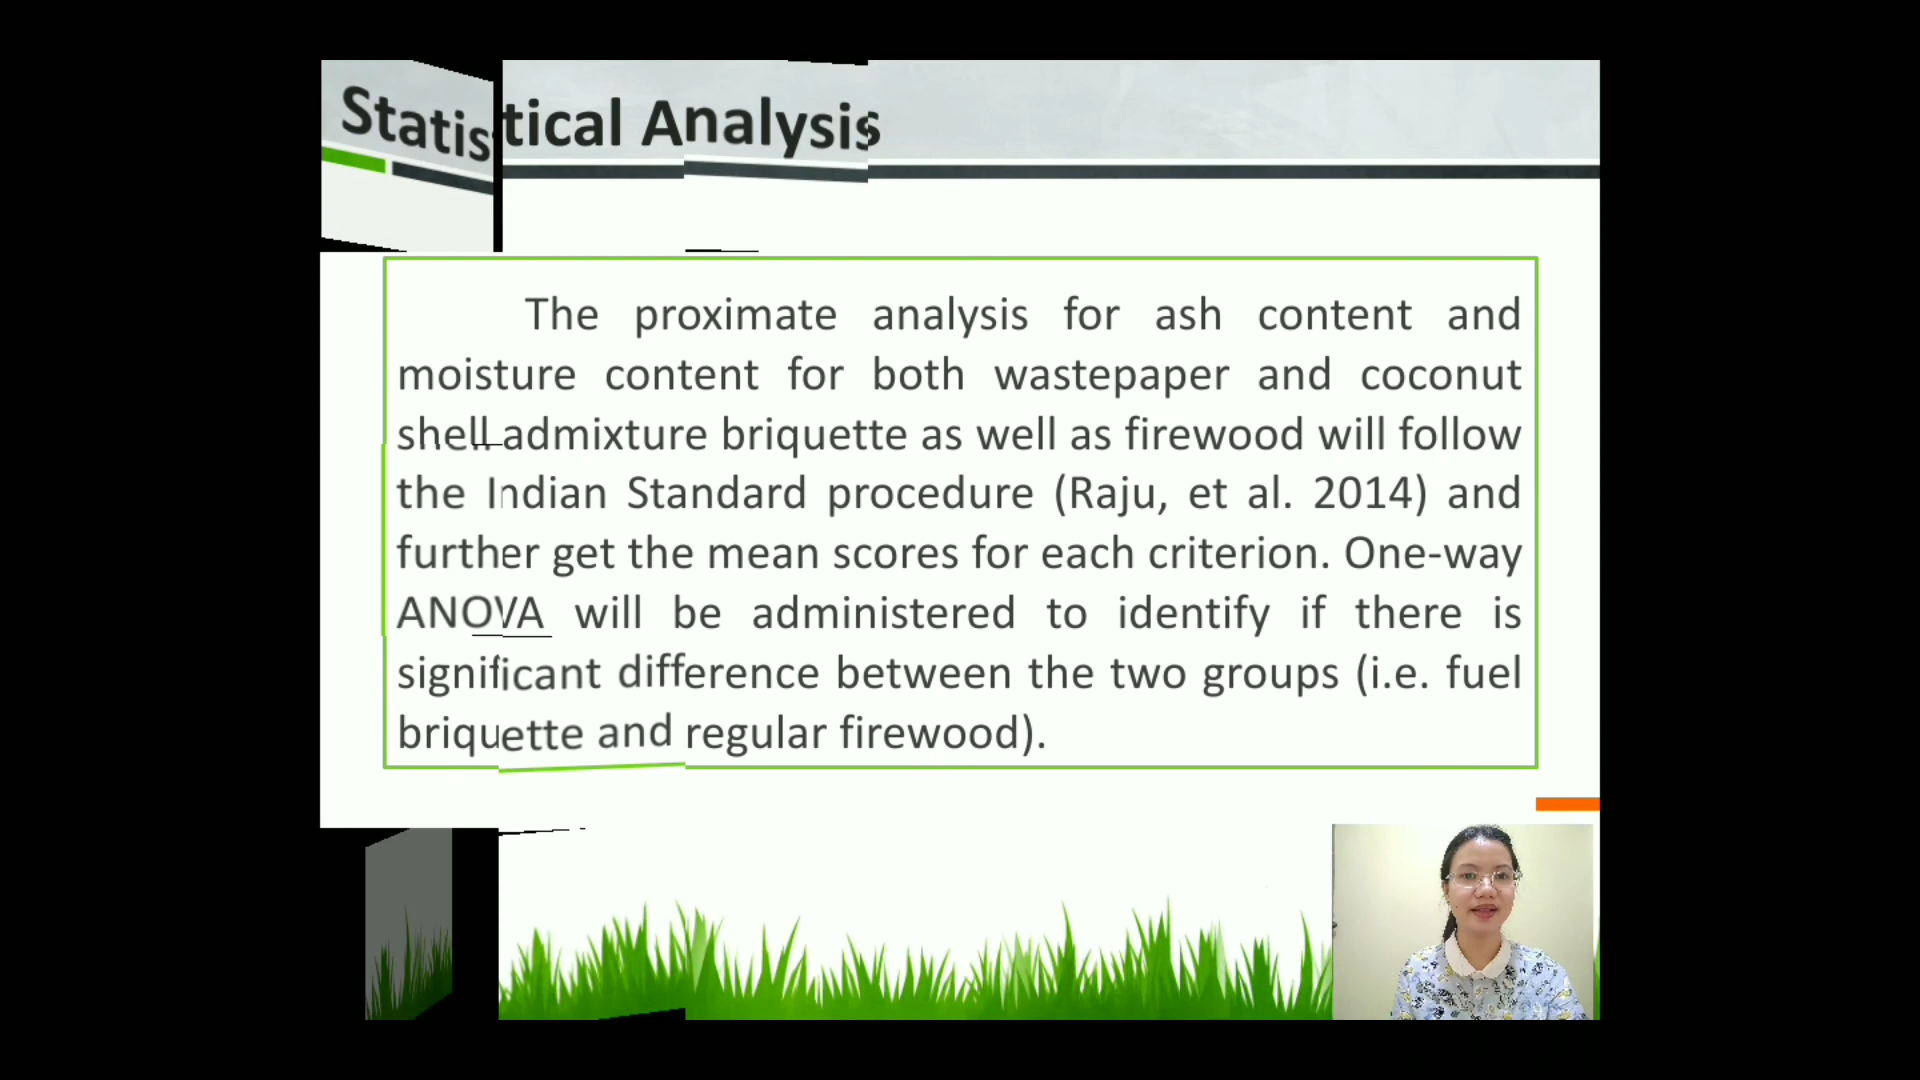 Statistical Analysis
The proximate analysis for ash content and
moisture content for both wastepaper and coconut
shell admixture briquette as well as firewood will follow
the Indian Standard procedure (Raju, et al. 2014) and
further get the mean scores for each criterion. One-way
ANOVA will be administered to identify if there is
significant difference between the two groups (i.e. fuel
briquette and regular firewood).